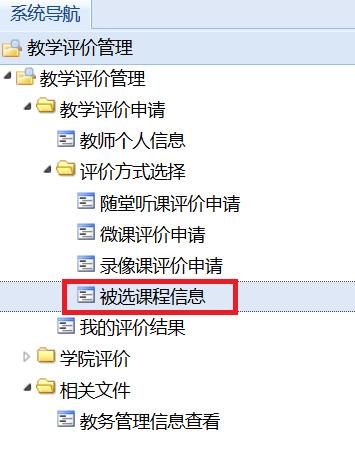 系统导航
教学评价管理
教学评价管理
教学评价申请
教师个人信息
评价方式选择
随堂听课评价申请
微课评价申请
录像课评价申请
被选课程信息
我的评价结果
学院评价
相关文件
教务管理信息查看